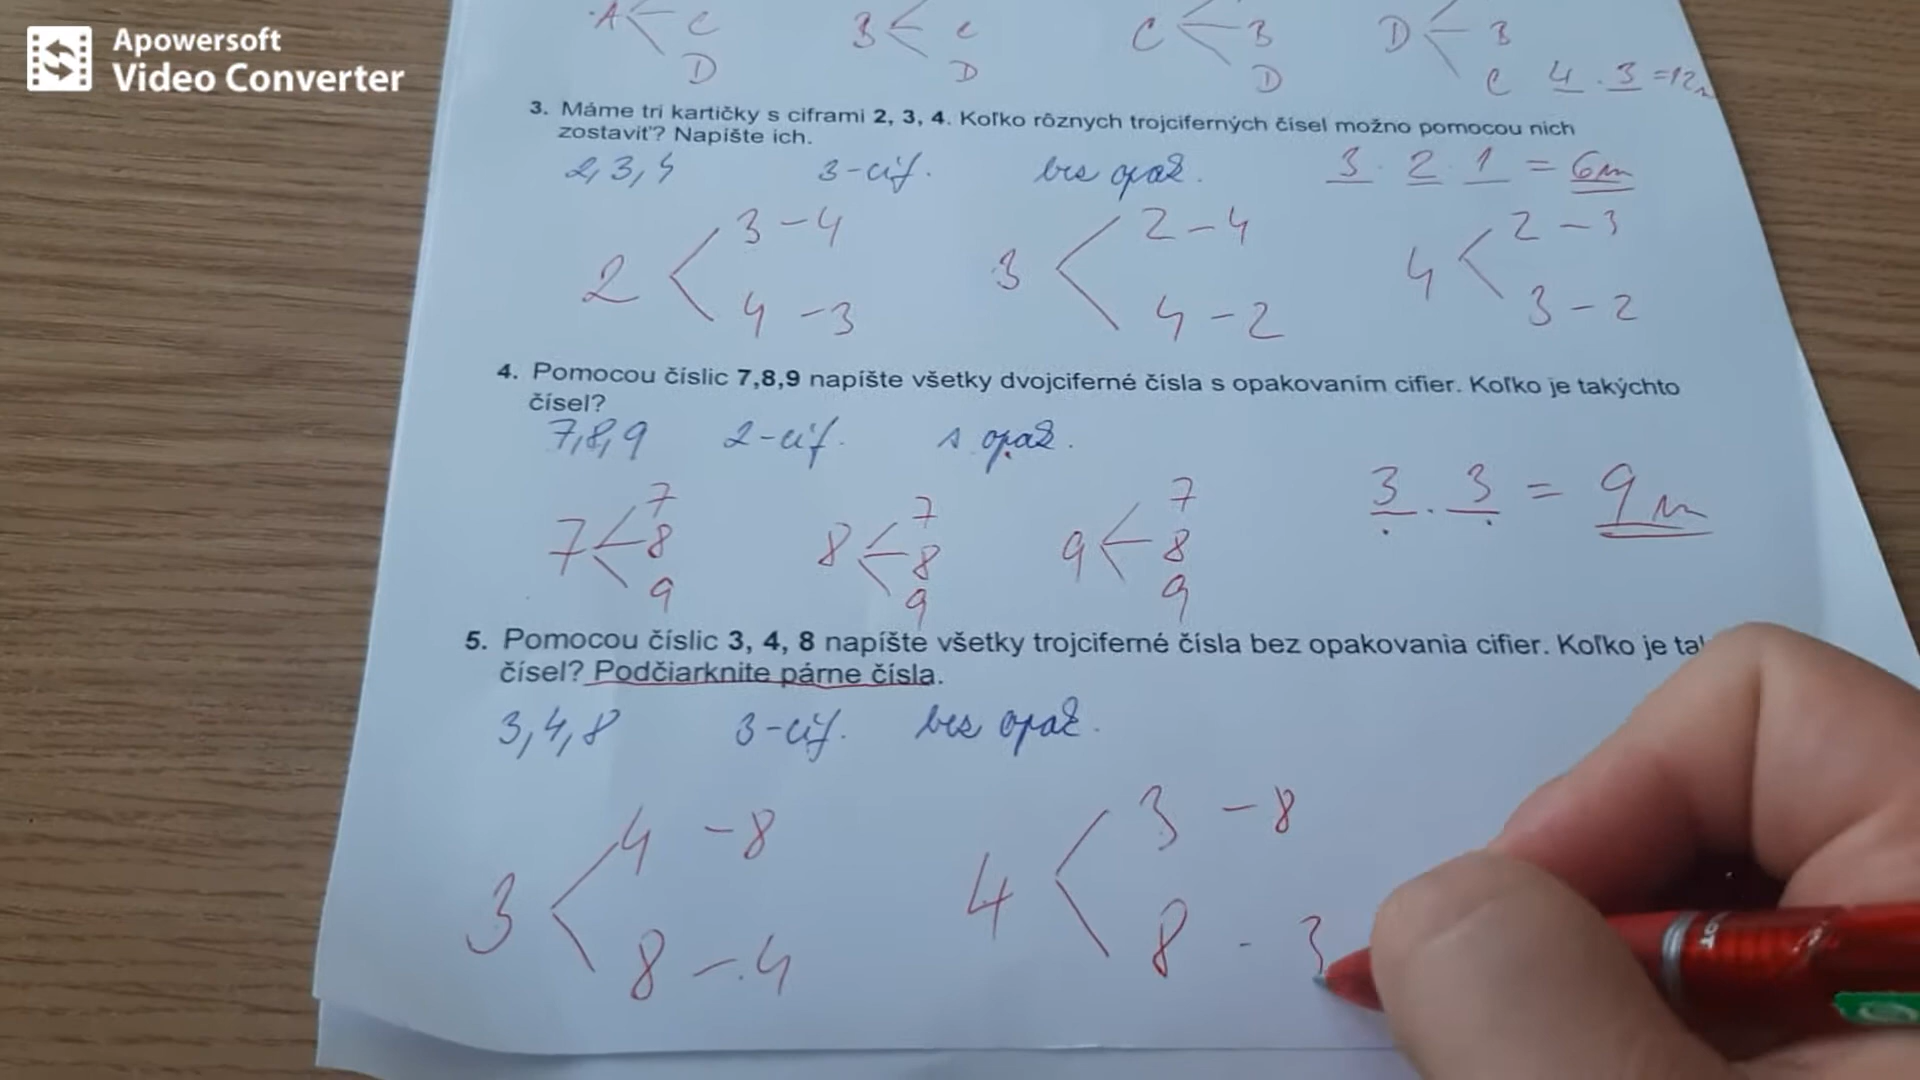 Apowersoft
Video Converter
A C B C C B D B
D D D C 4 . 3 = 12m
3. Máme tri kartičky s ciframi 2, 3, 4. Koľko rôznych trojciferných čísel možno pomocou nich
zostaviť? Napíšte ich.
2, 3, 4 3-cif. bez opak. 3 . 2 . 1 = 6m
3 - 4 2 - 4 2 - 3
2 3 4
4 - 3 4 - 2 3 - 2
4. Pomocou číslic 7,8,9 napíšte všetky dvojciferné čísla s opakovaním cifier. Koľko je takýchto
čísel?
7,8,9 2-cif. s opak.
7 7 7 3 . 3 = 9m
7 8 8 8 9 8
9 9 9
5. Pomocou číslic 3, 4, 8 napíšte všetky trojciferné čísla bez opakovania cifier. Koľko je
čísel? Podčiarknite párne čísla.
3, 4, 8 3-cif. bez opak.
4 - 8 3 - 8
3 4
8 - 4 8 - 3